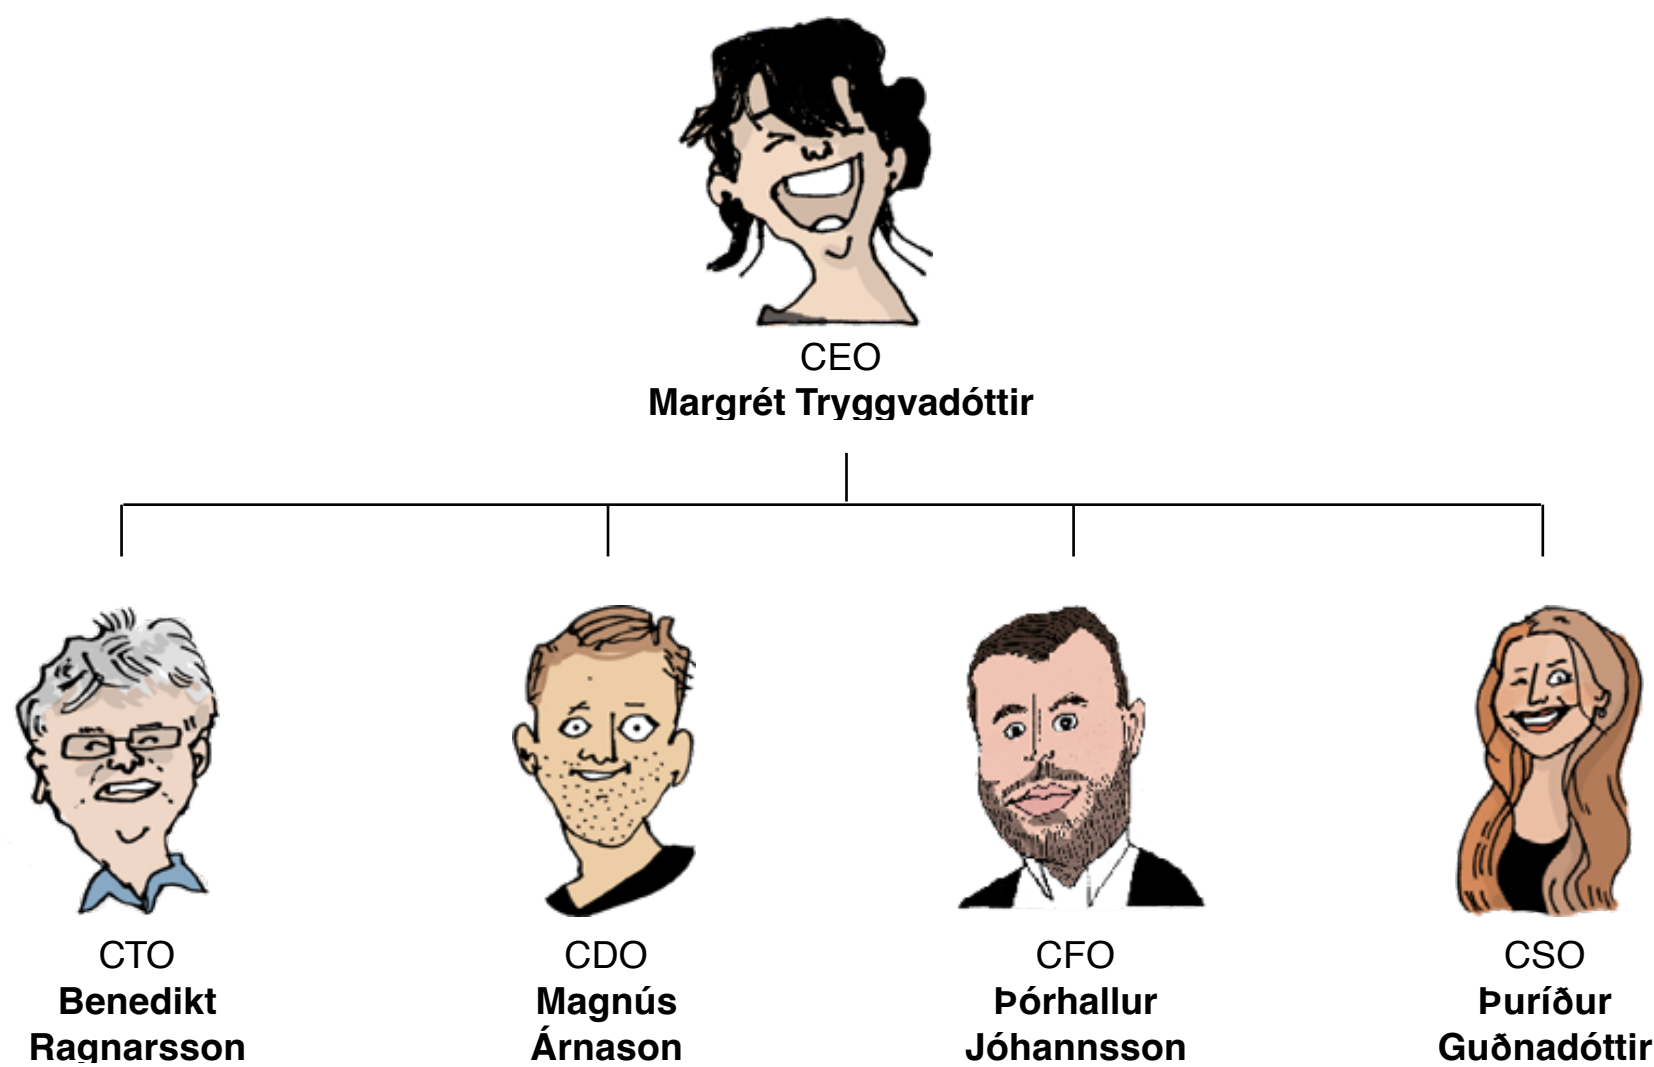 CEO
Margrét Tryggvadóttir
CTO
Benedikt
Ragnarsson
CDO
Magnús
Árnason
CFO
Þórhallur
Jóhannsson
CSO
Þuríður
Guðnadóttir